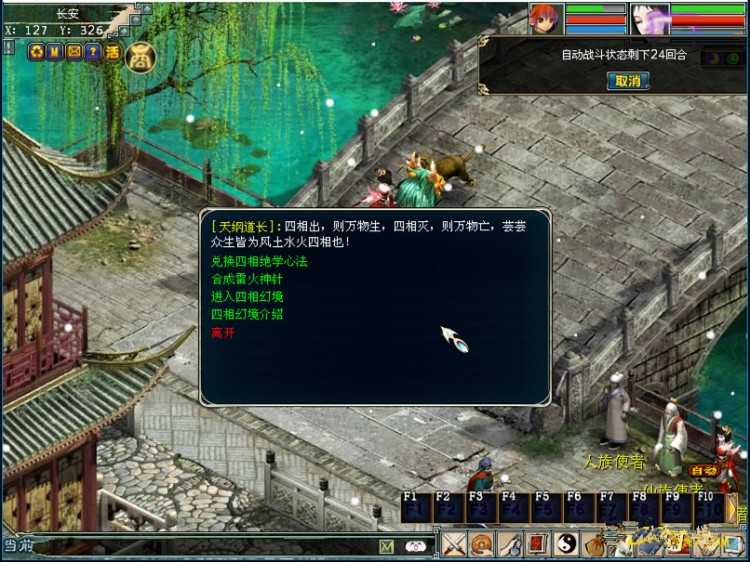 长安
X: 127 Y: 326
M
?
活
自动战斗状态剩下24回合
取消
[天纲道长]:四相出，则万物生，四相灭，则万物亡，芸芸
众生皆为风土水火四相也！
兑换四相绝学心法
合成雷火神针
进入四相幻境
四相幻境介绍
离开
人族使者
自动
仙族使者
F1 F2 F3 F4 F5 F6 F7 F8 F9 F10
当前